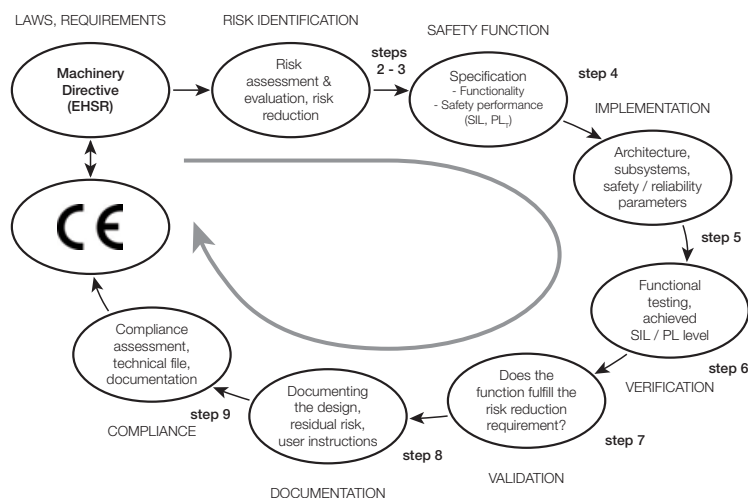 LAWS, REQUIREMENTS
Machinery
Directive
(EHSR)
RISK IDENTIFICATION
Risk
assessment &
evaluation, risk
reduction
steps
2 - 3
SAFETY FUNCTION
Specification
- Functionality
- Safety performance
(SIL, PLr)
step 4
IMPLEMENTATION
Architecture,
subsystems,
safety / reliability
parameters
step 5
Functional
testing,
achieved
SIL / PL level
step 6
VERIFICATION
Does the
function fulfill the
risk reduction
requirement?
step 7
VALIDATION
Documenting
the design,
residual risk,
user instructions
step 8
DOCUMENTATION
Compliance
assessment,
technical file,
documentation
step 9
COMPLIANCE
CE